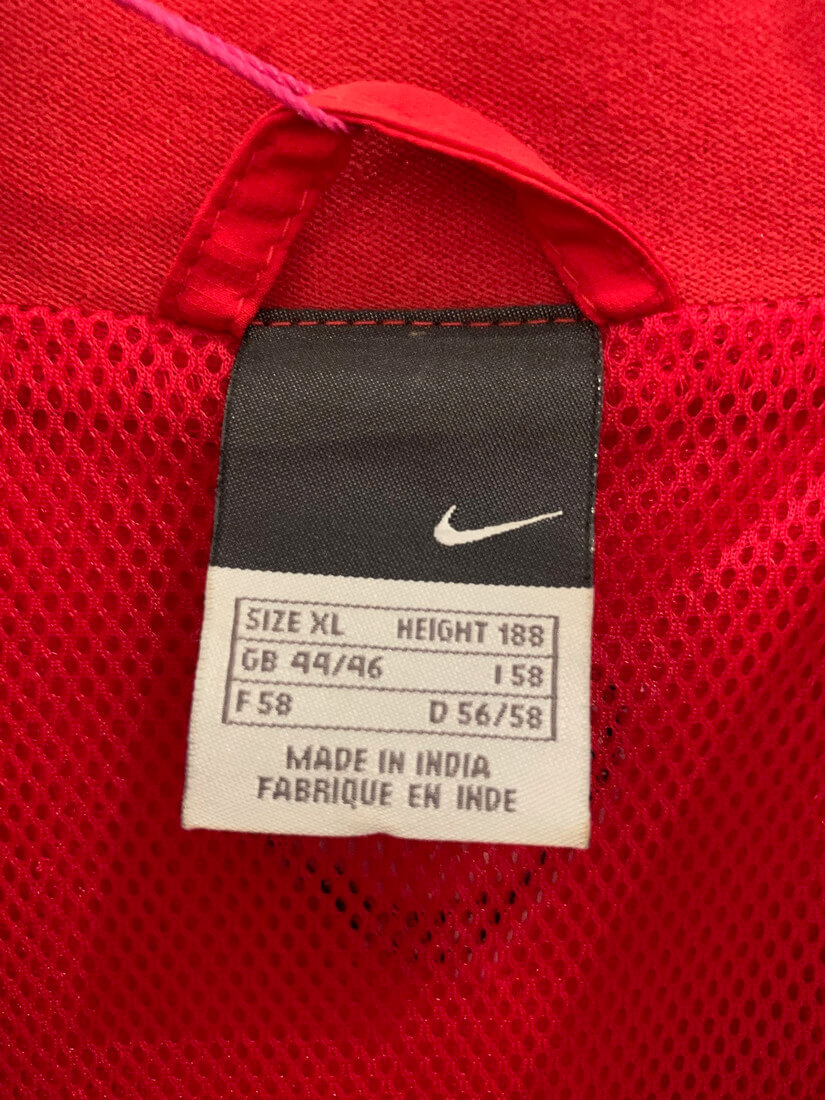 SIZE XL HEIGHT 188
GB 44/46 I 58
F 58 D 56/58
MADE IN INDIA
FABRIQUE EN INDE